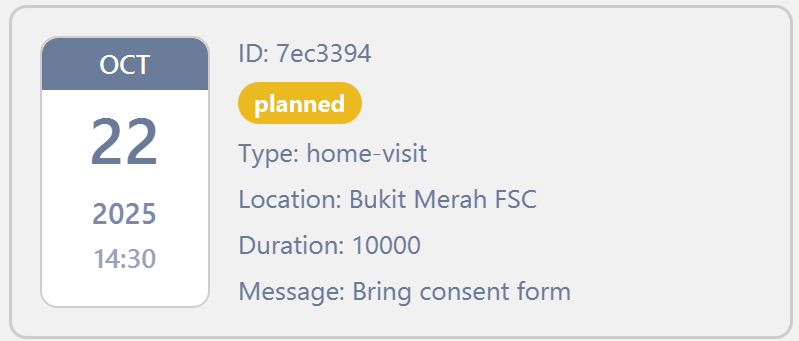 OCT
22
2025
14:30
ID: 7ec3394
planned
Type: home-visit
Location: Bukit Merah FSC
Duration: 10000
Message: Bring consent form